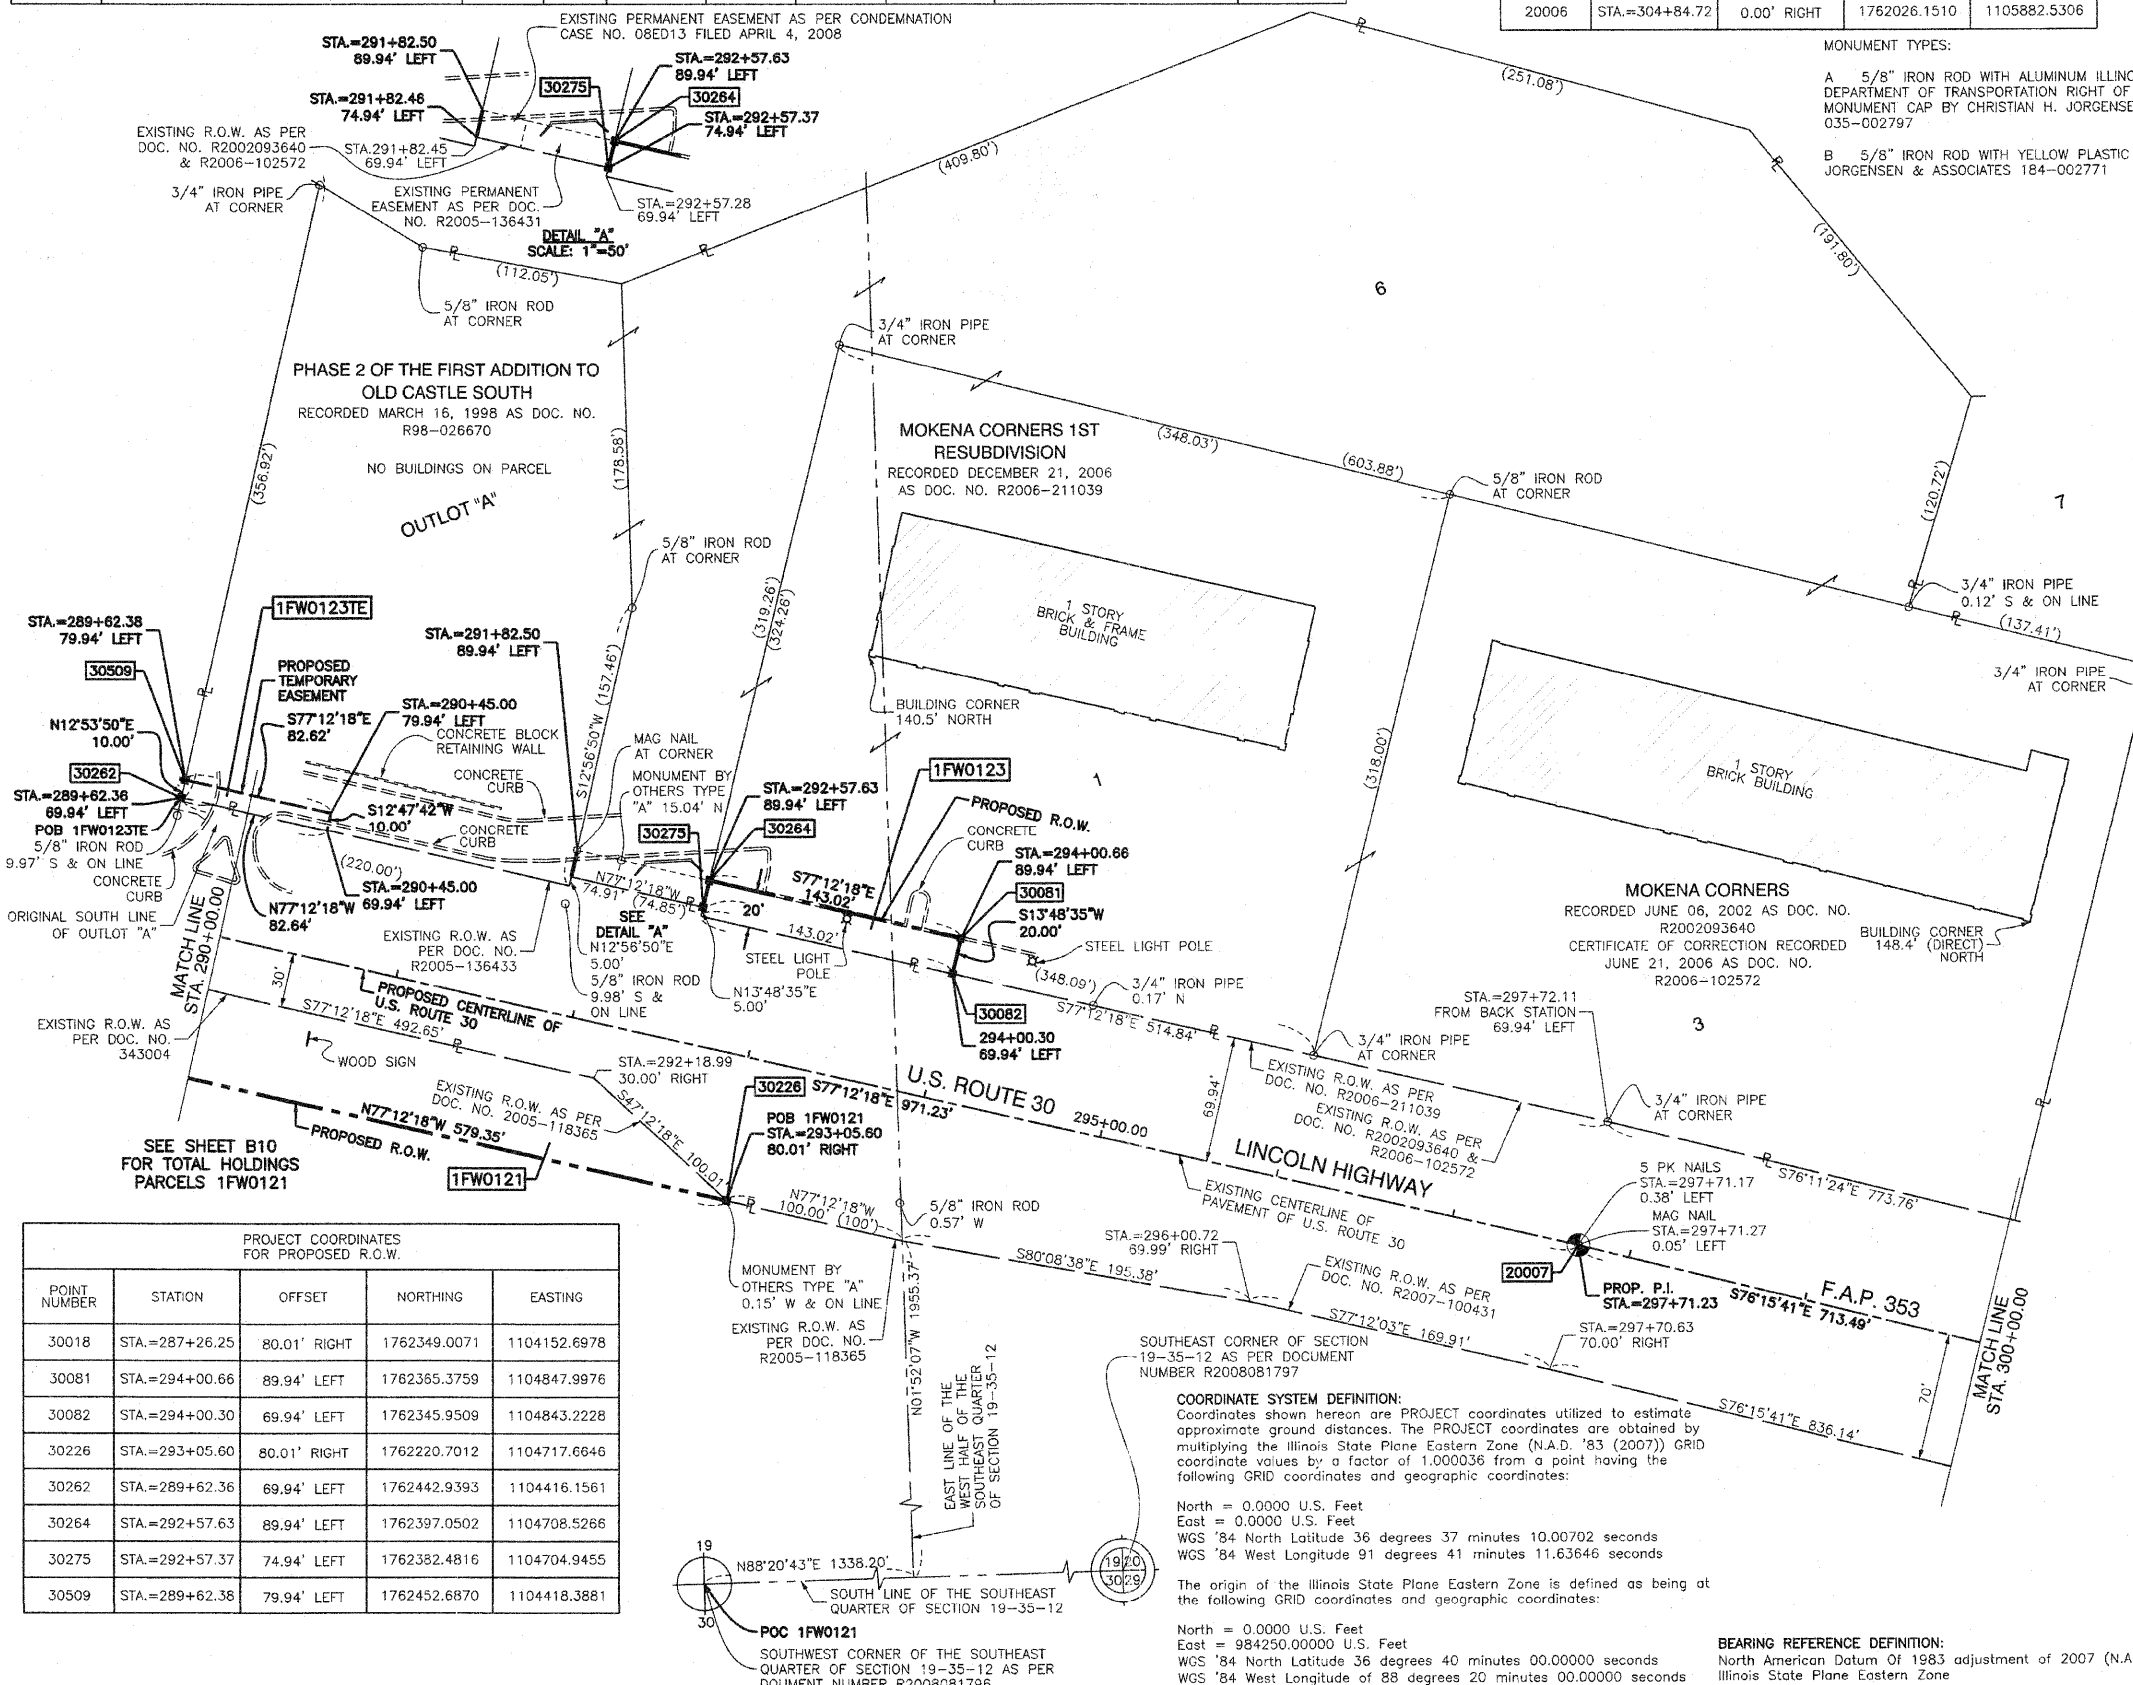 20006 STA.=304+84.72 0.00' RIGHT 1762026.1510 1105882.5306
EXISTING PERMANENT EASEMENT AS PER CONDEMNATION
CASE NO. 08ED13 FILED APRIL 4, 2008
STA.=291+82.50
89.94' LEFT
STA.=292+57.63
89.94' LEFT
30275
30264
STA.=291+82.46
74.94' LEFT
STA.=292+57.37
74.94' LEFT
EXISTING R.O.W. AS PER
DOC. NO. R2002093640
& R2006-102572
STA.291+82.45
69.94' LEFT
3/4" IRON PIPE
AT CORNER
EXISTING PERMANENT
EASEMENT AS PER DOC.
NO. R2005-136431
STA.=292+57.28
69.94' LEFT
DETAIL "A"
SCALE: 1"=50'
(112.05')
5/8" IRON ROD
AT CORNER
(409.80')
(251.08')
(191.80')
MONUMENT TYPES:
A 5/8" IRON ROD WITH ALUMINUM ILLINO
DEPARTMENT OF TRANSPORTATION RIGHT OF
MONUMENT CAP BY CHRISTIAN H. JORGENSE
035-002797
B 5/8" IRON ROD WITH YELLOW PLASTIC
JORGENSEN & ASSOCIATES 184-002771
6
3/4" IRON PIPE
AT CORNER
PHASE 2 OF THE FIRST ADDITION TO
OLD CASTLE SOUTH
RECORDED MARCH 16, 1998 AS DOC. NO.
R98-026670
NO BUILDINGS ON PARCEL
OUTLOT "A"
(356.92')
(178.58')
MOKENA CORNERS 1ST
RESUBDIVISION
RECORDED DECEMBER 21, 2006
AS DOC. NO. R2006-211039
(348.03')
(603.88')
5/8" IRON ROD
AT CORNER
(120.72')
7
3/4" IRON PIPE
0.12' S & ON LINE
(137.41')
3/4" IRON PIPE
AT CORNER
5/8" IRON ROD
AT CORNER
(319.26')
(324.26')
1 STORY
BRICK & FRAME
BUILDING
BUILDING CORNER
140.5' NORTH
1 STORY
BRICK BUILDING
(318.00')
STA.=289+62.38
79.94' LEFT
1FW0123TE
30509
PROPOSED
TEMPORARY
EASEMENT
N12°53'50"E
10.00'
S77°12'18"E
82.62'
STA.=290+45.00
79.94' LEFT
CONCRETE BLOCK
RETAINING WALL
STA.=291+82.50
89.94' LEFT
S12°56'50"W (157.46')
MAG NAIL
AT CORNER
CONCRETE
CURB
MONUMENT BY
OTHERS TYPE
"A" 15.04' N
30262
STA.=289+62.36
69.94' LEFT
POB 1FW0123TE
5/8" IRON ROD
9.97' S & ON LINE
CONCRETE
CURB
S12°47'42"W
10.00'
CONCRETE
CURB
(220.00')
STA.=290+45.00
69.94' LEFT
N77°12'18"W
82.64'
ORIGINAL SOUTH LINE
OF OUTLOT "A"
MATCH LINE
STA. 290+00.00
30275
30264
STA.=292+57.63
89.94' LEFT
1FW0123
1
PROPOSED R.O.W.
CONCRETE
CURB
STA.=294+00.66
89.94' LEFT
30081
S13°48'35"W
20.00'
S77°12'18"E
143.02'
N77°12'18"W
74.91' (74.85')
20'
143.02'
SEE
DETAIL "A"
N12°56'50"E
5.00'
5/8" IRON ROD
9.98' S &
ON LINE
STEEL LIGHT
POLE
N13°48'35"E
5.00'
STEEL LIGHT POLE
(348.09')
3/4" IRON PIPE
0.17' N
S77°12'18"E 514.84'
30082
294+00.30
69.94' LEFT
EXISTING R.O.W. AS
PER DOC. NO.
R2005-136433
MOKENA CORNERS
RECORDED JUNE 06, 2002 AS DOC. NO.
R2002093640
CERTIFICATE OF CORRECTION RECORDED
JUNE 21, 2006 AS DOC. NO.
R2006-102572
BUILDING CORNER
148.4' (DIRECT)
NORTH
3
STA.=297+72.11
FROM BACK STATION
69.94' LEFT
3/4" IRON PIPE
AT CORNER
3/4" IRON PIPE
AT CORNER
30'
PROPOSED CENTERLINE OF
U.S. ROUTE 30
S77°12'18"E 492.65'
EXISTING R.O.W. AS
PER DOC. NO.
343004
WOOD SIGN
STA.=292+18.99
30.00' RIGHT
EXISTING R.O.W. AS PER
DOC. NO. 2005-118365
S47°12'18"E 100.01'
N77°12'18"W 579.35'
PROPOSED R.O.W.
1FW0121
SEE SHEET B10
FOR TOTAL HOLDINGS
PARCELS 1FW0121
30226
POB 1FW0121
STA.=293+05.60
80.01' RIGHT
S77°12'18"E 971.23'
U.S. ROUTE 30
295+00.00
69.94'
EXISTING R.O.W. AS PER
DOC. NO. R2006-211039
EXISTING R.O.W. AS PER
DOC. NO. R2002093640 &
R2006-102572
LINCOLN HIGHWAY
EXISTING CENTERLINE OF
PAVEMENT OF U.S. ROUTE 30
5 PK NAILS
STA.=297+71.17
0.38' LEFT
MAG NAIL
STA.=297+71.27
0.05' LEFT
S76°11'24"E 773.76'
20007
PROP. P.I.
STA.=297+71.23
F.A.P. 353
S76°15'41"E 713.49'
MATCH LINE
STA. 300+00.00
N77°12'18"W
100.00' (100')
5/8" IRON ROD
0.57' W
MONUMENT BY
OTHERS TYPE "A"
0.15' W & ON LINE
EXISTING R.O.W. AS
PER DOC. NO.
R2005-118365
STA.=296+00.72
69.99' RIGHT
S80°08'38"E 195.38'
EXISTING R.O.W. AS PER
DOC. NO. R2007-100431
S77°12'03"E 169.91'
STA.=297+70.63
70.00' RIGHT
70'
S76°15'41"E 836.14'
N01°52'07"W 1955.37'
EAST LINE OF THE
WEST HALF OF THE
SOUTHEAST QUARTER
OF SECTION 19-35-12
SOUTHEAST CORNER OF SECTION
19-35-12 AS PER DOCUMENT
NUMBER R2008081797
PROJECT COORDINATES
FOR PROPOSED R.O.W.
POINT NUMBER STATION OFFSET NORTHING EASTING
30018 STA.=287+26.25 80.01' RIGHT 1762349.0071 1104152.6978
30081 STA.=294+00.66 89.94' LEFT 1762365.3759 1104847.9976
30082 STA.=294+00.30 69.94' LEFT 1762345.9509 1104843.2228
30226 STA.=293+05.60 80.01' RIGHT 1762220.7012 1104717.6646
30262 STA.=289+62.36 69.94' LEFT 1762442.9393 1104416.1561
30264 STA.=292+57.63 89.94' LEFT 1762397.0502 1104708.5266
30275 STA.=292+57.37 74.94' LEFT 1762382.4816 1104704.9455
30509 STA.=289+62.38 79.94' LEFT 1762452.6870 1104418.3881
19
30
N88°20'43"E 1338.20'
SOUTH LINE OF THE SOUTHEAST
QUARTER OF SECTION 19-35-12
19 20
30 29
POC 1FW0121
SOUTHWEST CORNER OF THE SOUTHEAST
QUARTER OF SECTION 19-35-12 AS PER
DOUMENT NUMBER R2008081796
COORDINATE SYSTEM DEFINITION:
Coordinates shown hereon are PROJECT coordinates utilized to estimate
approximate ground distances. The PROJECT coordinates are obtained by
multiplying the Illinois State Plane Eastern Zone (N.A.D. '83 (2007)) GRID
coordinate values by a factor of 1.000036 from a point having the
following GRID coordinates and geographic coordinates:
North = 0.0000 U.S. Feet
East = 0.0000 U.S. Feet
WGS '84 North Latitude 36 degrees 37 minutes 10.00702 seconds
WGS '84 West Longitude 91 degrees 41 minutes 11.63646 seconds
The origin of the Illinois State Plane Eastern Zone is defined as being at
the following GRID coordinates and geographic coordinates:
North = 0.0000 U.S. Feet
East = 984250.00000 U.S. Feet
WGS '84 North Latitude 36 degrees 40 minutes 00.00000 seconds
WGS '84 West Longitude of 88 degrees 20 minutes 00.00000 seconds
BEARING REFERENCE DEFINITION:
North American Datum Of 1983 adjustment of 2007 (N.A
Illinois State Plane Eastern Zone